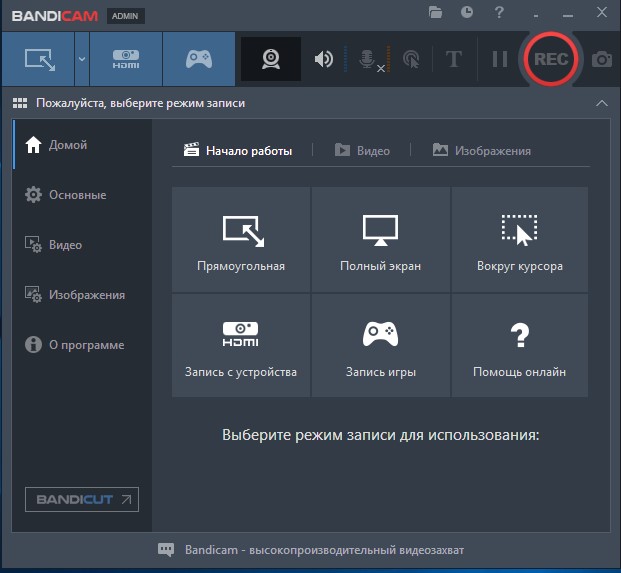 BANDICAM ADMIN
?
HDMI T REC
Пожалуйста, выберите режим записи
Домой
Основные
Видео
Изображения
О программе
BANDICUT
Начало работы Видео Изображения
Прямоугольная Полный экран Вокруг курсора
HDMI ?
Запись с устройства Запись игры Помощь онлайн
Выберите режим записи для использования:
Bandicam - высокопроизводительный видеозахват